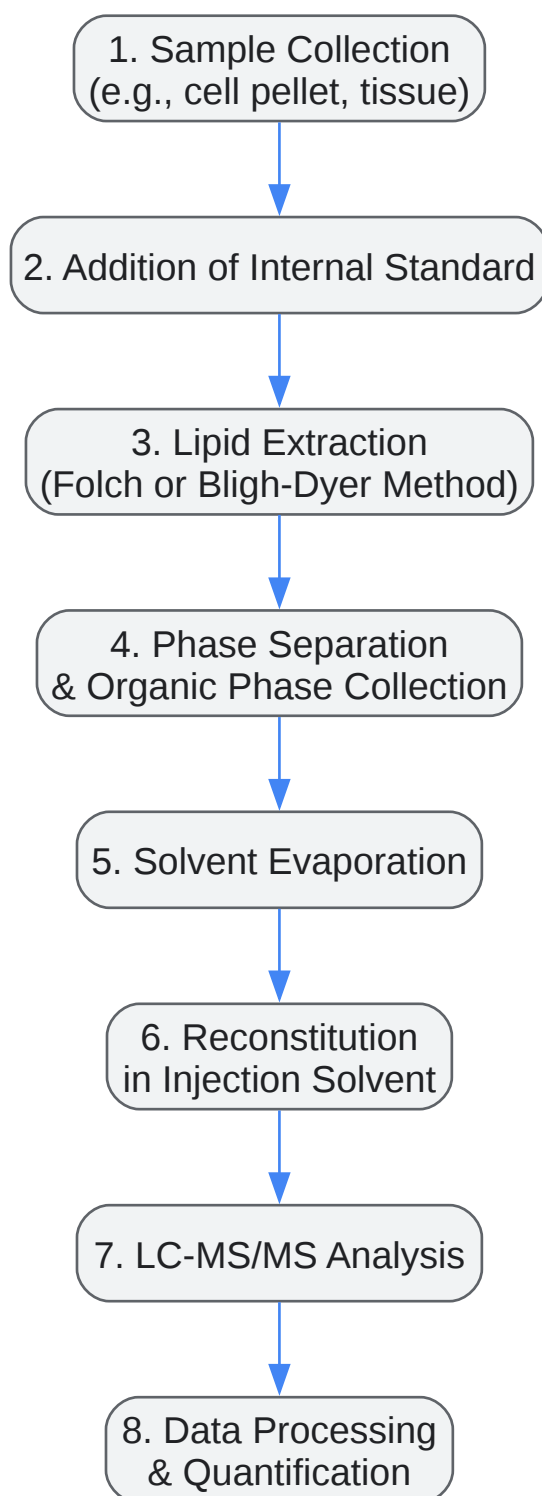 1. Sample Collection
(e.g., cell pellet, tissue)
2. Addition of Internal Standard
3. Lipid Extraction
(Folch or Bligh-Dyer Method)
4. Phase Separation
& Organic Phase Collection
5. Solvent Evaporation
6. Reconstitution
in Injection Solvent
7. LC-MS/MS Analysis
8. Data Processing
& Quantification